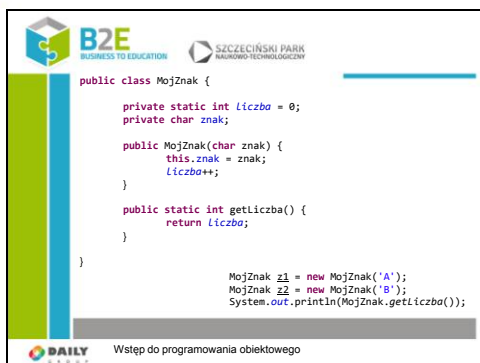 B2E
BUSINESS TO EDUCATION
SZCZECIŃSKI PARK
NAUKOWO-TECHNOLOGICZNY
public class MojZnak {
private static int liczba = 0;
private char znak;
public MojZnak(char znak) {
this.znak = znak;
liczba++;
}
public static int getLiczba() {
return liczba;
}
}
MojZnak z1 = new MojZnak('A');
MojZnak z2 = new MojZnak('B');
System.out.println(MojZnak.getLiczba());
DAILY
Wstęp do programowania obiektowego